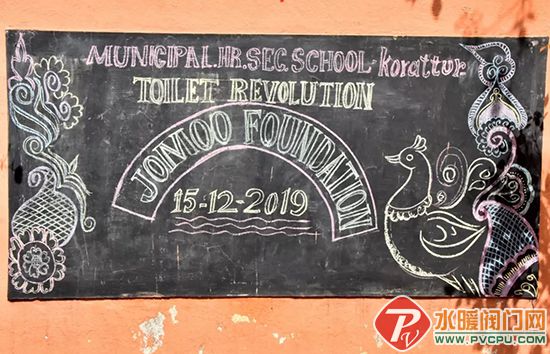 MUNICIPAL.HR.SEC.SCHOOL-korattur
TOILET REVOLUTION
JOMOO FOUNDATION
15-12-2019
水暖阀门网
WWW.PVCPU.COM